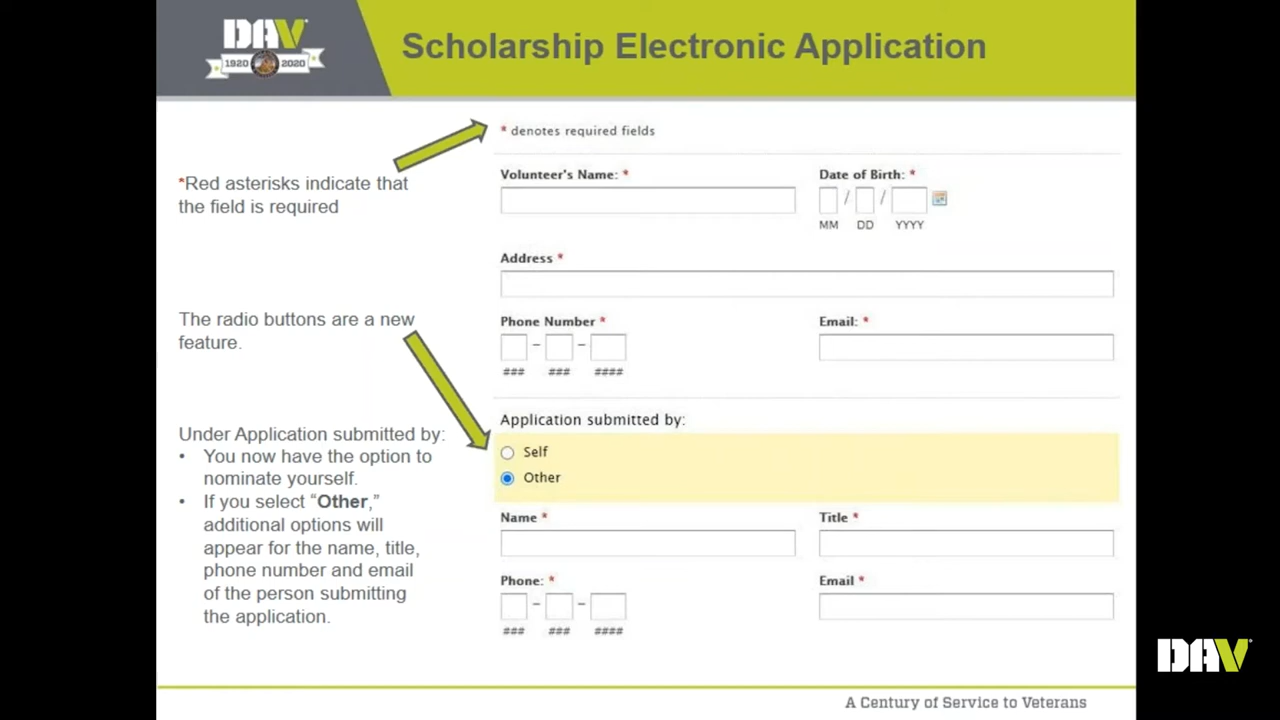 DAV
1920 2020
Scholarship Electronic Application
* denotes required fields
*Red asterisks indicate that
the field is required
Volunteer's Name: *
Date of Birth: *
/ /
MM DD YYYY
Address *
The radio buttons are a new
feature.
Phone Number *
Email: *
– –
### ### ####
Under Application submitted by:
• You now have the option to
nominate yourself.
• If you select “Other,”
additional options will
appear for the name, title,
phone number and email
of the person submitting
the application.
Application submitted by:
Self
Other
Name *
Title *
Phone: *
Email *
– –
### ### ####
DAV
A Century of Service to Veterans